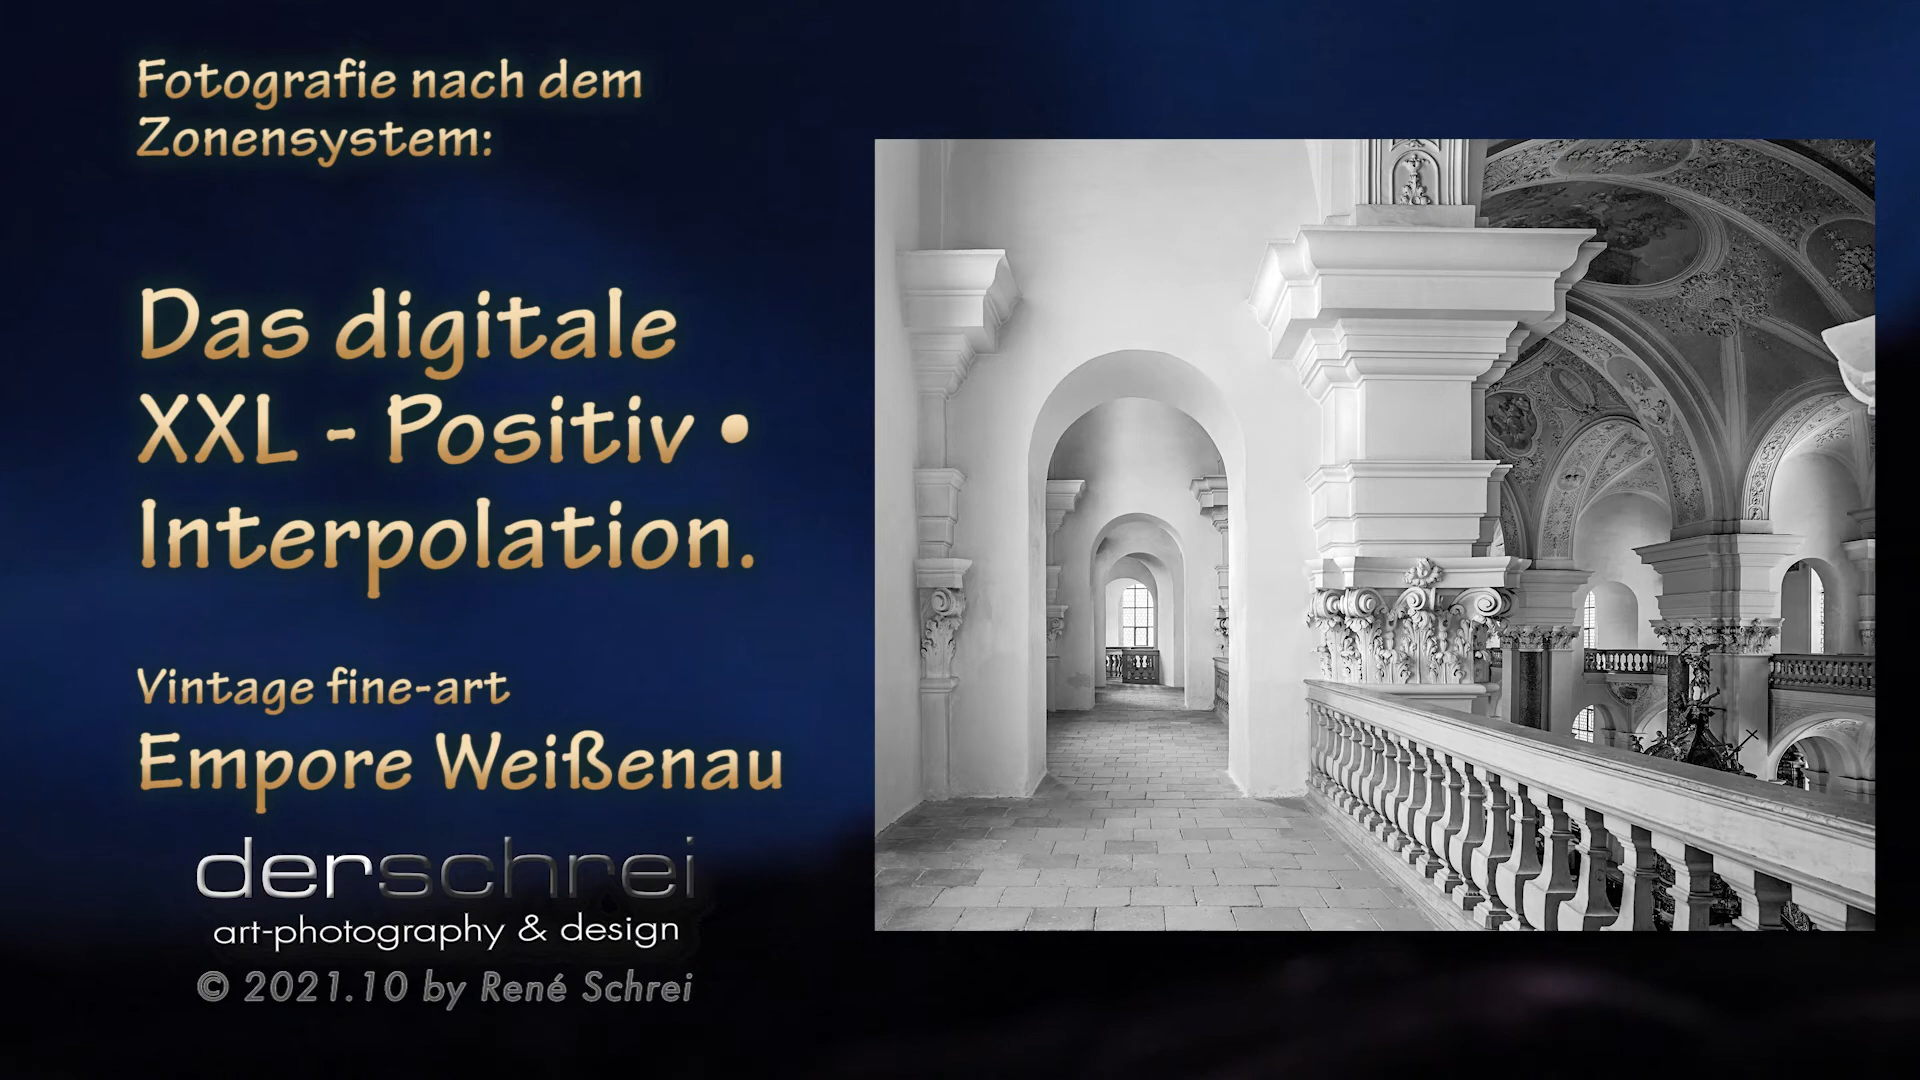 Fotografie nach dem
Zonensystem:
Das digitale
XXL - Positiv •
Interpolation.
Vintage fine-art
Empore Weißenau
derschrei
art-photography & design
© 2021.10 by René Schrei